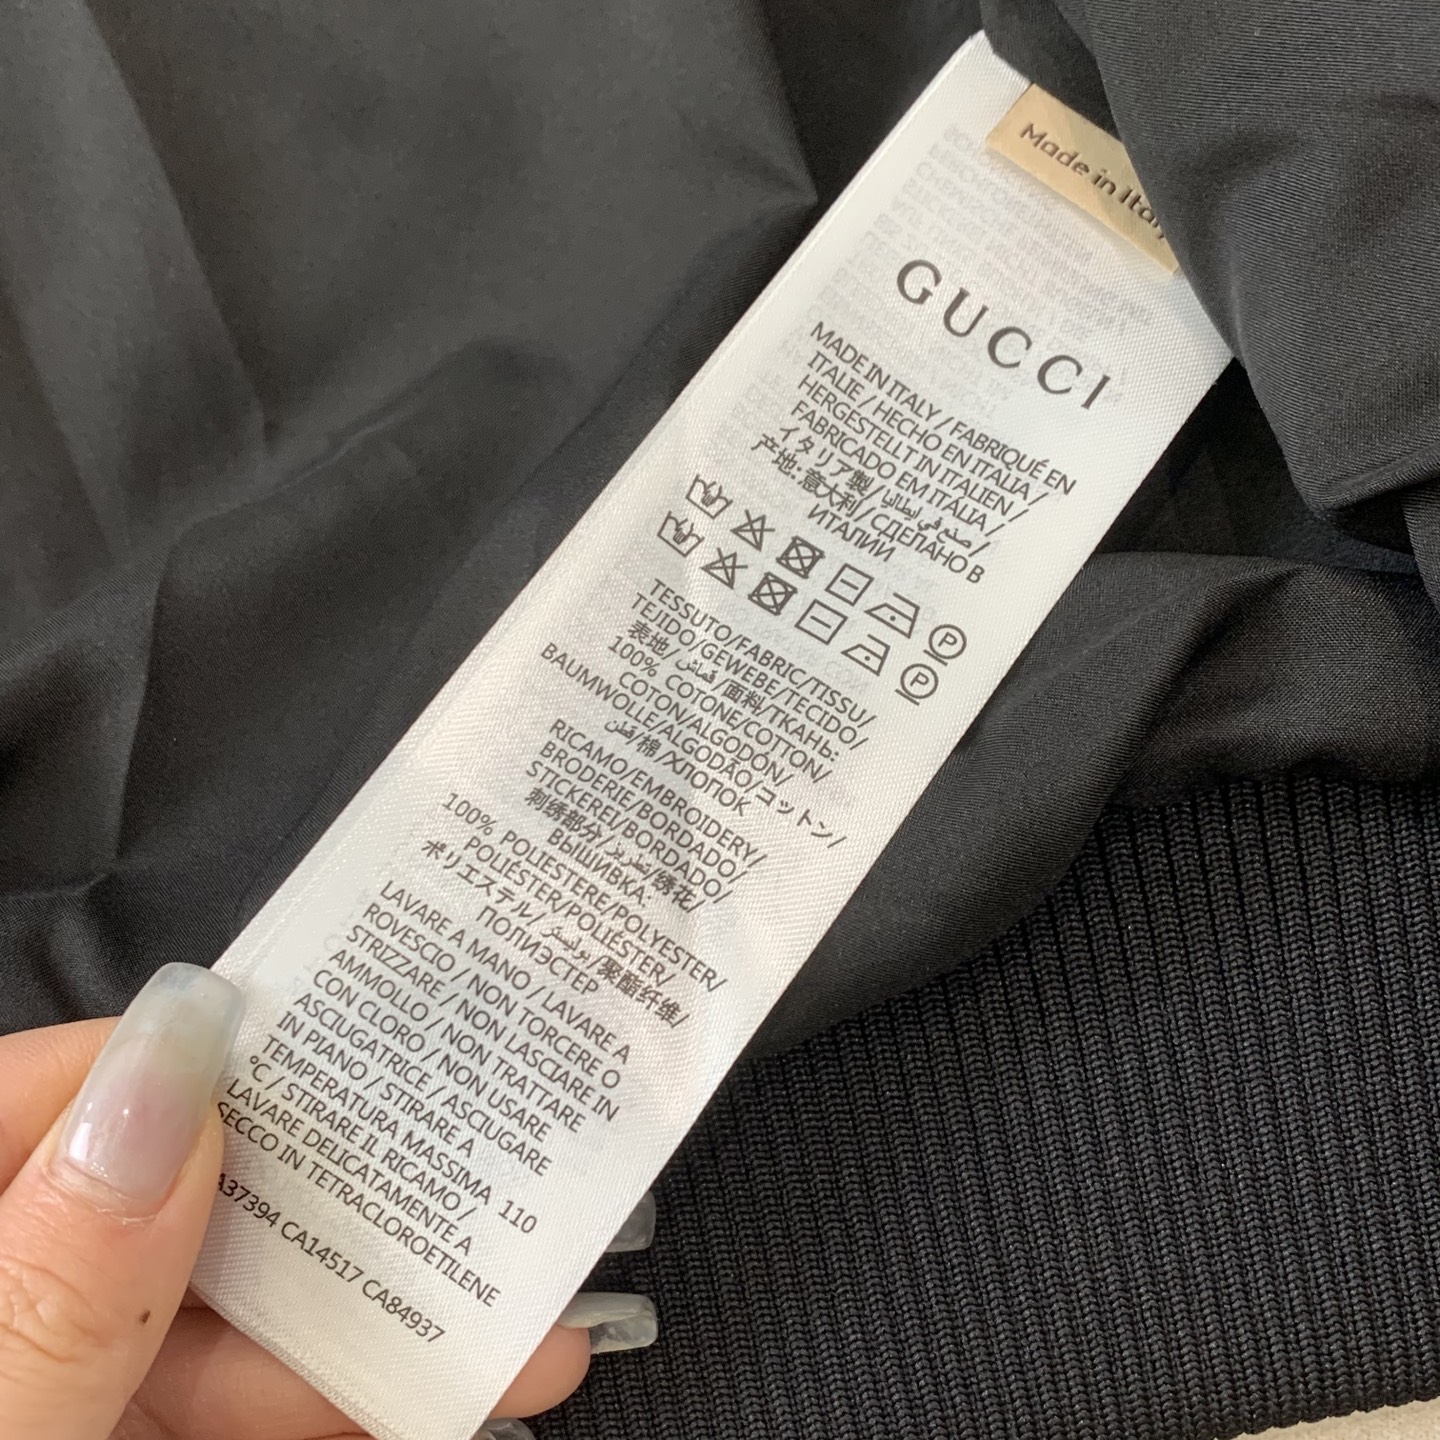 Made in Italy
GUCCI
MADE IN ITALY / FABRIQUÉ EN
ITALIE / HECHO EN ITALIA /
HERGESTELLT IN ITALIEN /
FABRICADO EM ITÁLIA /
イタリア製 / صنع في إيطاليا /
产地:意大利 / СДЕЛАНО В
ИТАЛИИ
TESSUTO/FABRIC/TISSU/
TEJIDO/GEWEBE/TECIDO/
表地/قماش/面料/ТКАНЬ:
100% COTONE/COTTON/
COTON/ALGODÓN/
BAUMWOLLE/ALGODÃO/コットン/
قطن/棉/ХЛОПОК
RICAMO/EMBROIDERY/
BRODERIE/BORDADO/
STICKEREI/BORDADO/
刺绣部分/تطريز/绣花/
ВЫШИВКА:
100% POLIESTERE/POLYESTER/
POLIÉSTER/POLIÉSTER/
ポリエステル/بوليستر/聚酯纤维/
ПОЛИЭСТЕР
LAVARE A MANO / LAVARE A
ROVESCIO / NON TORCERE O
STRIZZARE / NON LASCIARE IN
AMMOLLO / NON TRATTARE
CON CLORO / NON USARE
ASCIUGATRICE / ASCIUGARE
IN PIANO / STIRARE A
TEMPERATURA MASSIMA 110
°C / STIRARE IL RICAMO /
LAVARE DELICATAMENTE A
SECCO IN TETRACLOROETILENE
A37394 CA14517 CA84937